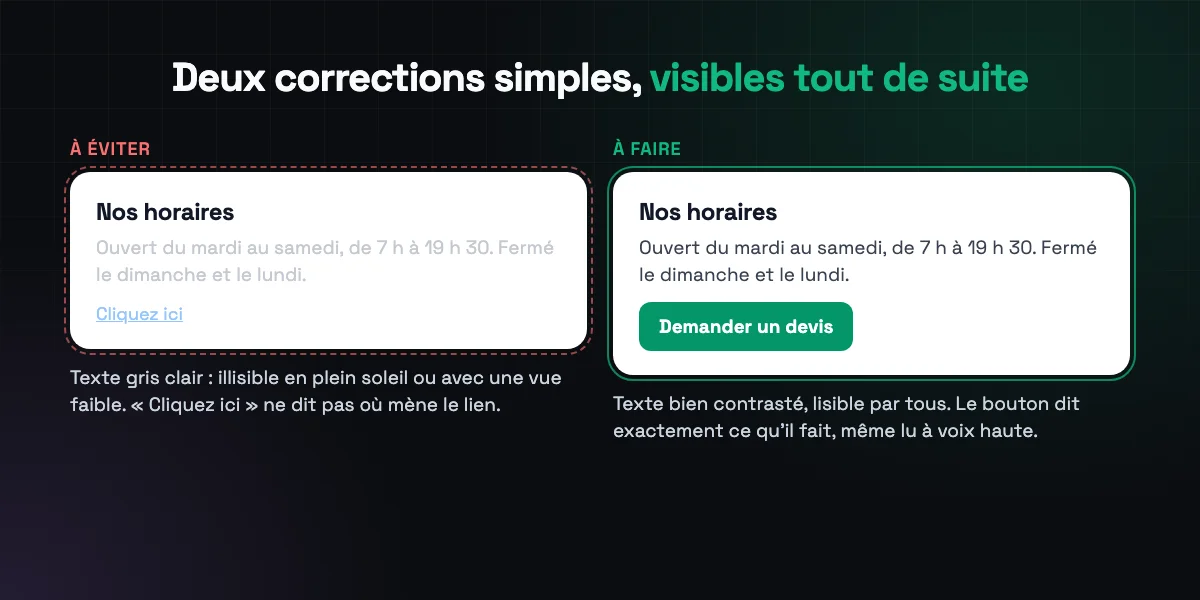 Deux corrections simples, visibles tout de suite
À ÉVITER
Nos horaires
Ouvert du mardi au samedi, de 7 h à 19 h 30. Fermé
le dimanche et le lundi.
Cliquez ici
Texte gris clair : illisible en plein soleil ou avec une vue
faible. « Cliquez ici » ne dit pas où mène le lien.
À FAIRE
Nos horaires
Ouvert du mardi au samedi, de 7 h à 19 h 30. Fermé
le dimanche et le lundi.
Demander un devis
Texte bien contrasté, lisible par tous. Le bouton dit
exactement ce qu’il fait, même lu à voix haute.